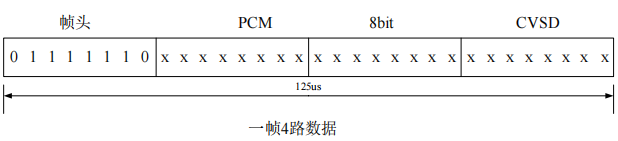 帧头 PCM 8bit CVSD
0 1 1 1 1 1 1 0 x x x x x x x x x x x x x x x x x x x x x x x x
125us
一帧4路数据